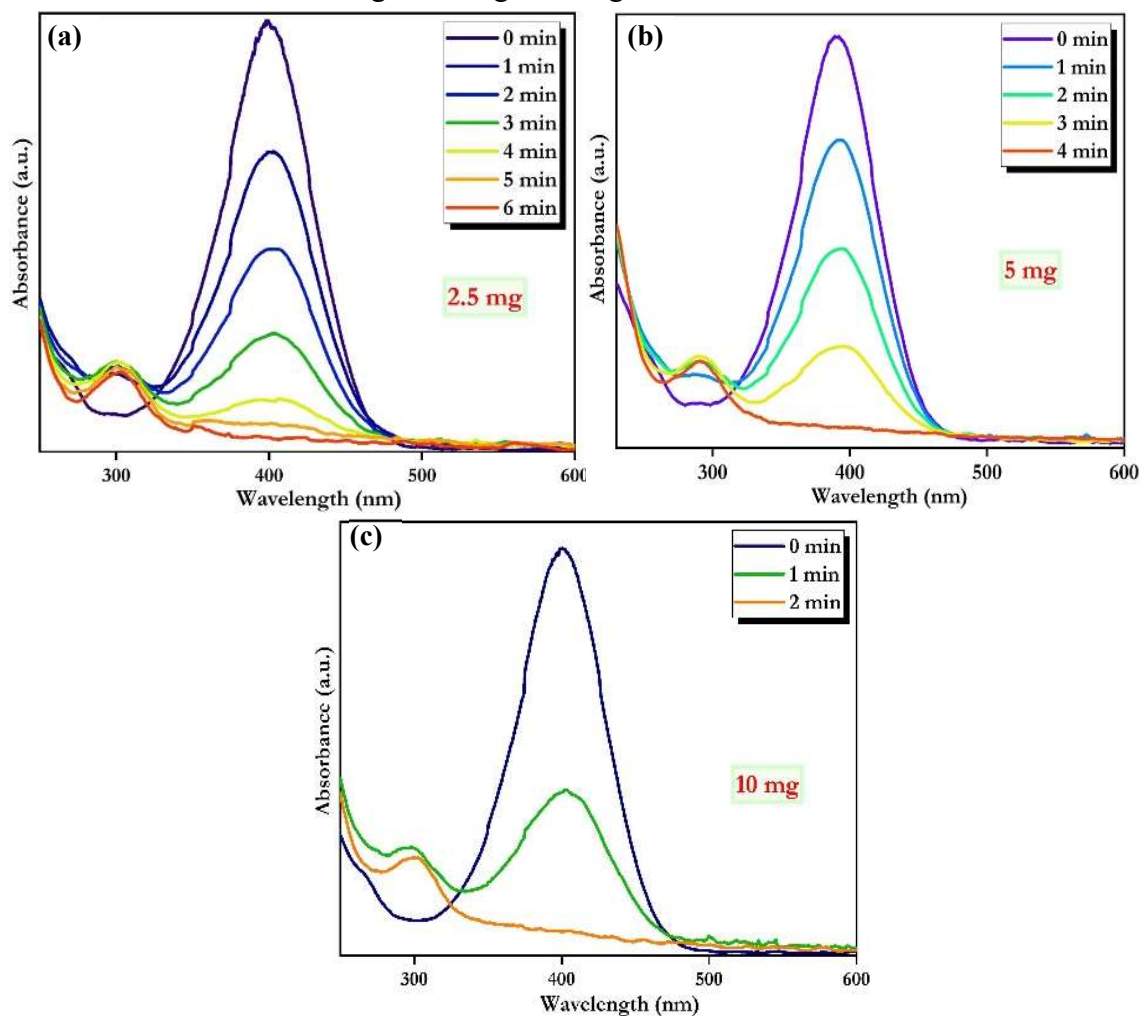 (a)
0 min
1 min
2 min
3 min
4 min
5 min
6 min
2.5 mg
Absorbance (a.u.)
300
400
500
600
Wavelength (nm)
(b)
0 min
1 min
2 min
3 min
4 min
5 mg
Absorbance (a.u.)
300
400
500
600
Wavelength (nm)
(c)
0 min
1 min
2 min
10 mg
Absorbance (a.u.)
300
400
500
600
Wavelength (nm)